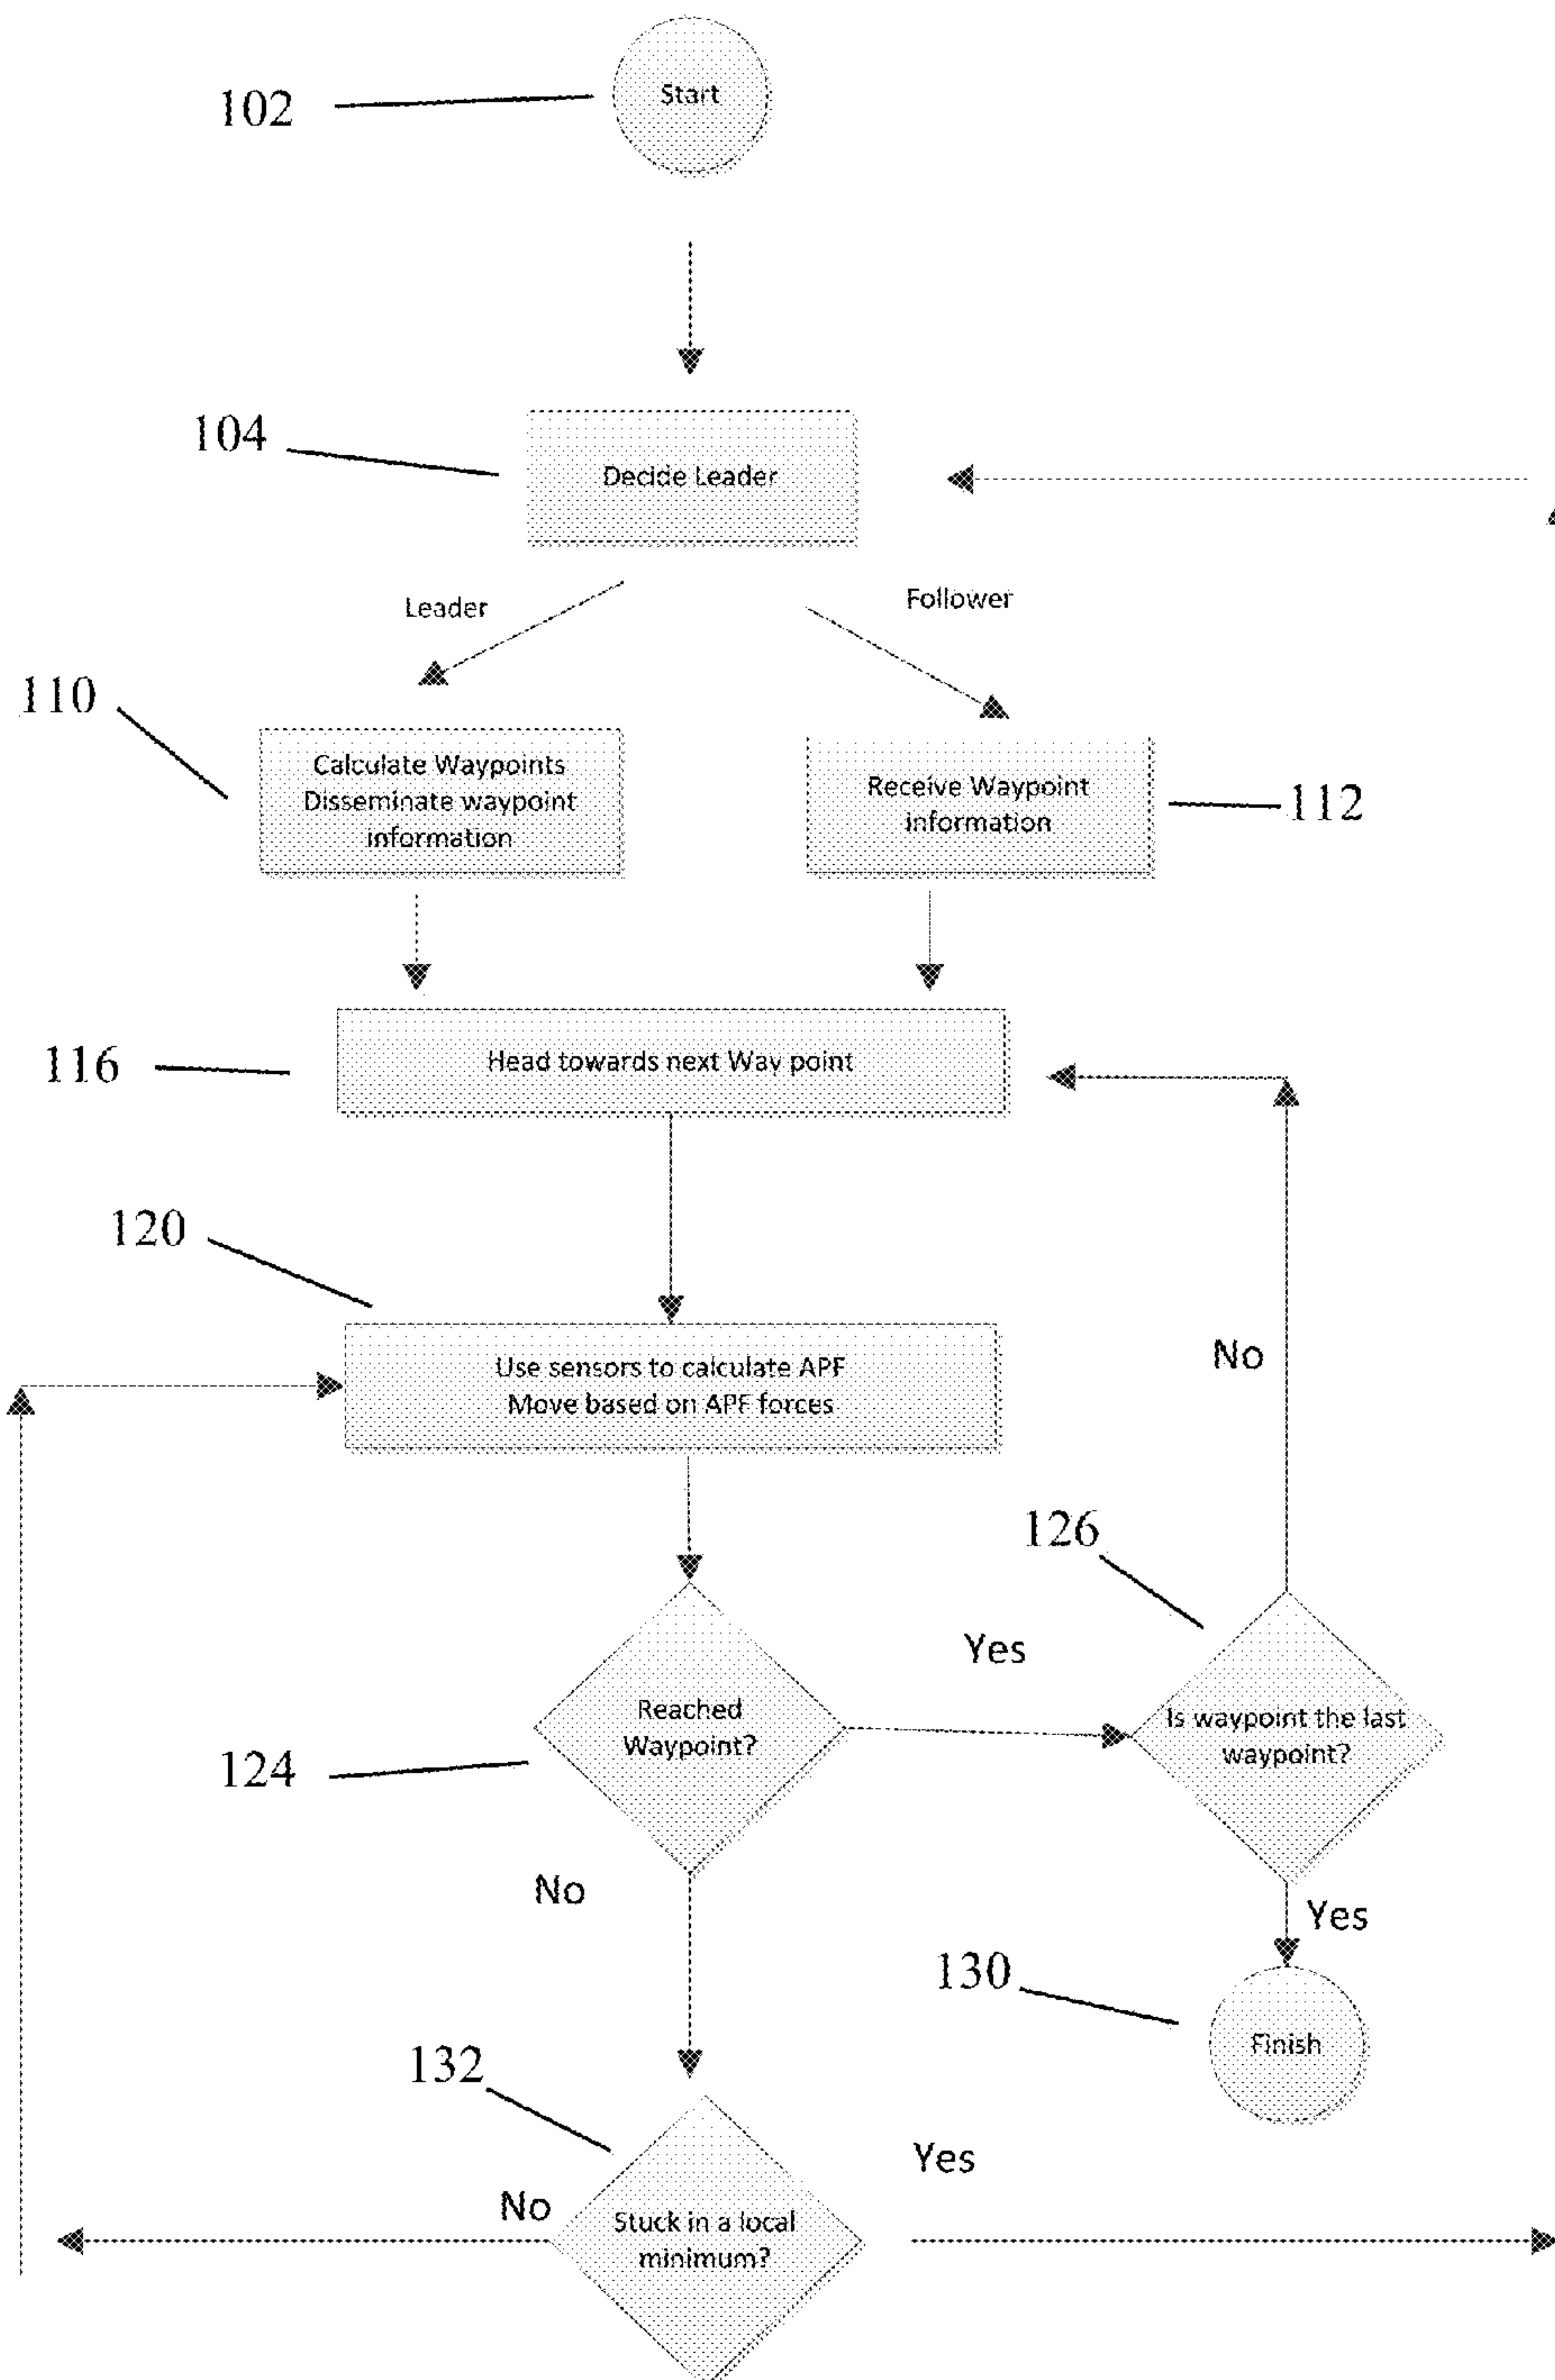 102
Start
104
Decide Leader
Leader
Follower
110
Calculate Waypoints
Disseminate waypoint
information
Receive Waypoint
information
112
116
Head towards next Way point
120
Use sensors to calculate APF
Move based on APF forces
No
126
Yes
Reached
Waypoint?
Is waypoint the last
waypoint?
124
No
Yes
130
Finish
132
Yes
No
Stuck in a local
minimum?